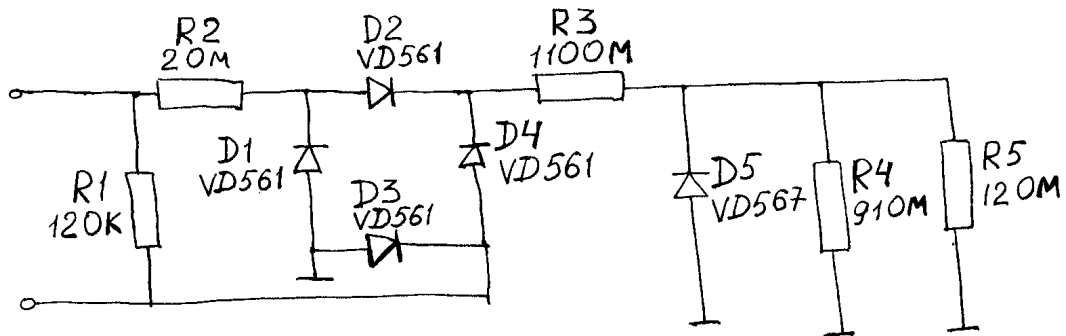 R2
20M
D2
VD561
R3
1100M
R1
120K
D1
VD561
D3
VD561
D4
VD561
D5
VD567
R4
910M
R5
120M